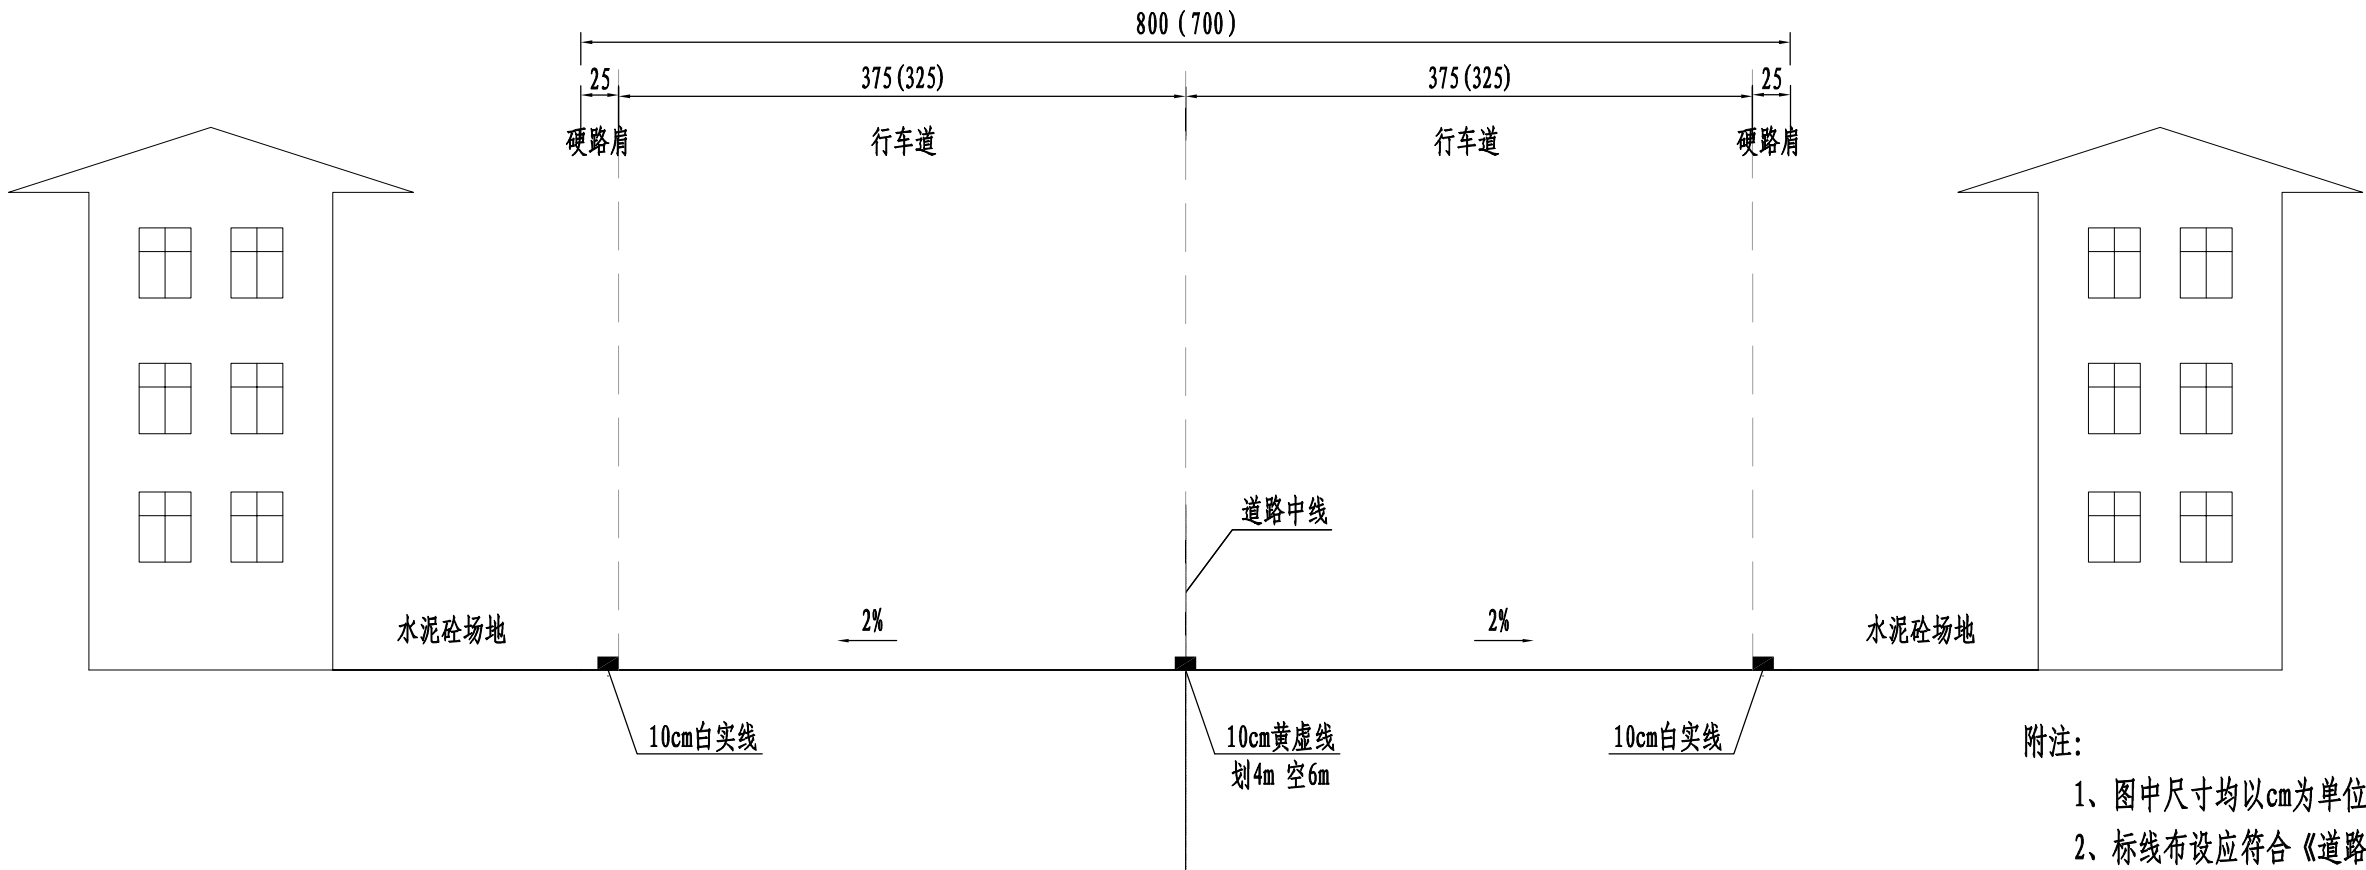 800（700）
25
375(325)
375(325)
25
硬路肩
行车道
行车道
硬路肩
道路中线
水泥砼场地
2%
2%
水泥砼场地
10cm白实线
10cm黄虚线
划4m 空6m
10cm白实线
附注：
1、图中尺寸均以cm为单位
2、标线布设应符合《道路